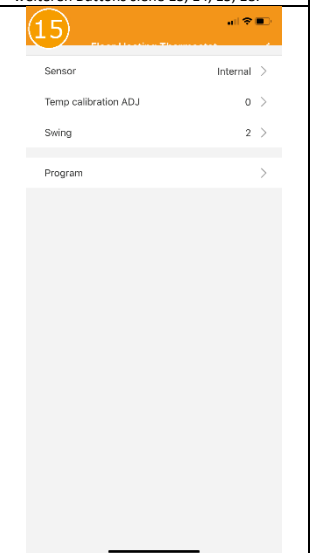 15
Floor Heating Thermostat
Sensor Internal
Temp calibration ADJ 0
Swing 2
Program